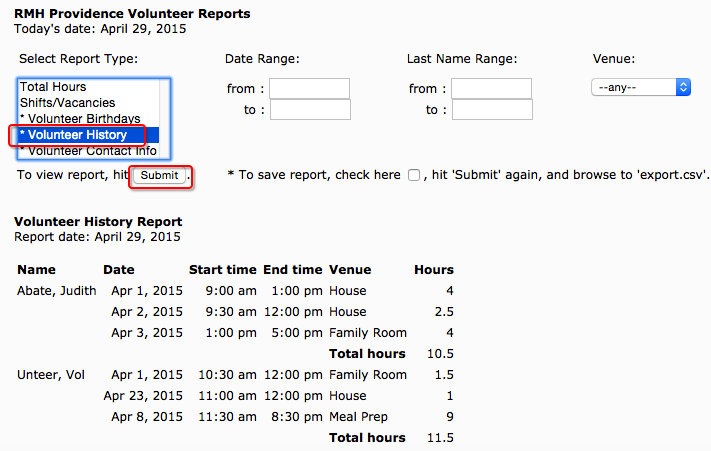 RMH Providence Volunteer Reports
Today's date: April 29, 2015
Select Report Type: Date Range: Last Name Range: Venue:
Total Hours
Shifts/Vacancies
* Volunteer Birthdays
* Volunteer History
* Volunteer Contact Info
from : from : --any--
to : to :
To view report, hit Submit . * To save report, check here , hit 'Submit' again, and browse to 'export.csv'.
Volunteer History Report
Report date: April 29, 2015
Name Date Start time End time Venue Hours
Abate, Judith Apr 1, 2015 9:00 am 1:00 pm House 4
Apr 2, 2015 9:30 am 12:00 pm House 2.5
Apr 3, 2015 1:00 pm 5:00 pm Family Room 4
Total hours 10.5
Unteer, Vol Apr 1, 2015 10:30 am 12:00 pm Family Room 1.5
Apr 23, 2015 11:00 am 12:00 pm House 1
Apr 8, 2015 11:30 am 8:30 pm Meal Prep 9
Total hours 11.5